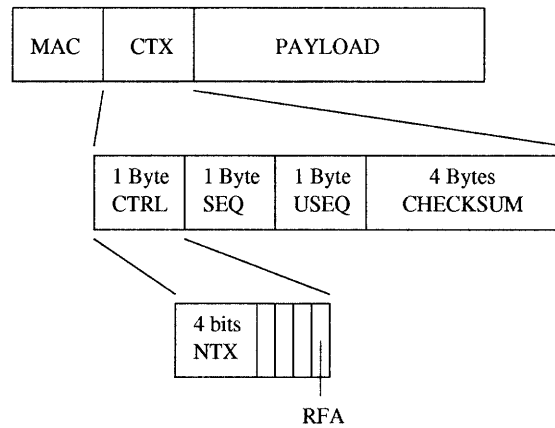 MAC CTX PAYLOAD
1 Byte 1 Byte 1 Byte 4 Bytes
CTRL SEQ USEQ CHECKSUM
4 bits
NTX
RFA